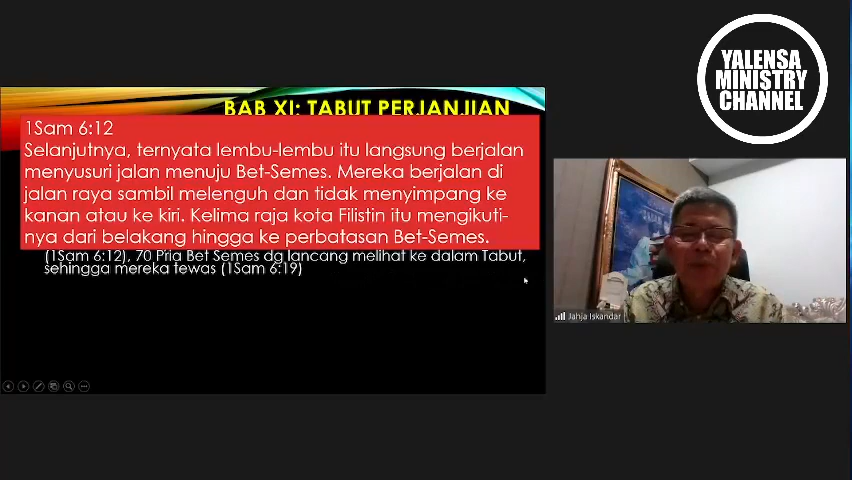 YALENSA
MINISTRY
CHANNEL
BAB XI: TABUT PERJANJIAN
1Sam 6:12
Selanjutnya, ternyata lembu-lembu itu langsung berjalan
menyusuri jalan menuju Bet-Semes. Mereka berjalan di
jalan raya sambil melenguh dan tidak menyimpang ke
kanan atau ke kiri. Kelima raja kota Filistin itu mengikuti-
nya dari belakang hingga ke perbatasan Bet-Semes.
(1Sam 6:12), 70 Pria Bet Semes dg lancang melihat ke dalam Tabut,
sehingga mereka tewas (1Sam 6:19)
Jahja Iskandar